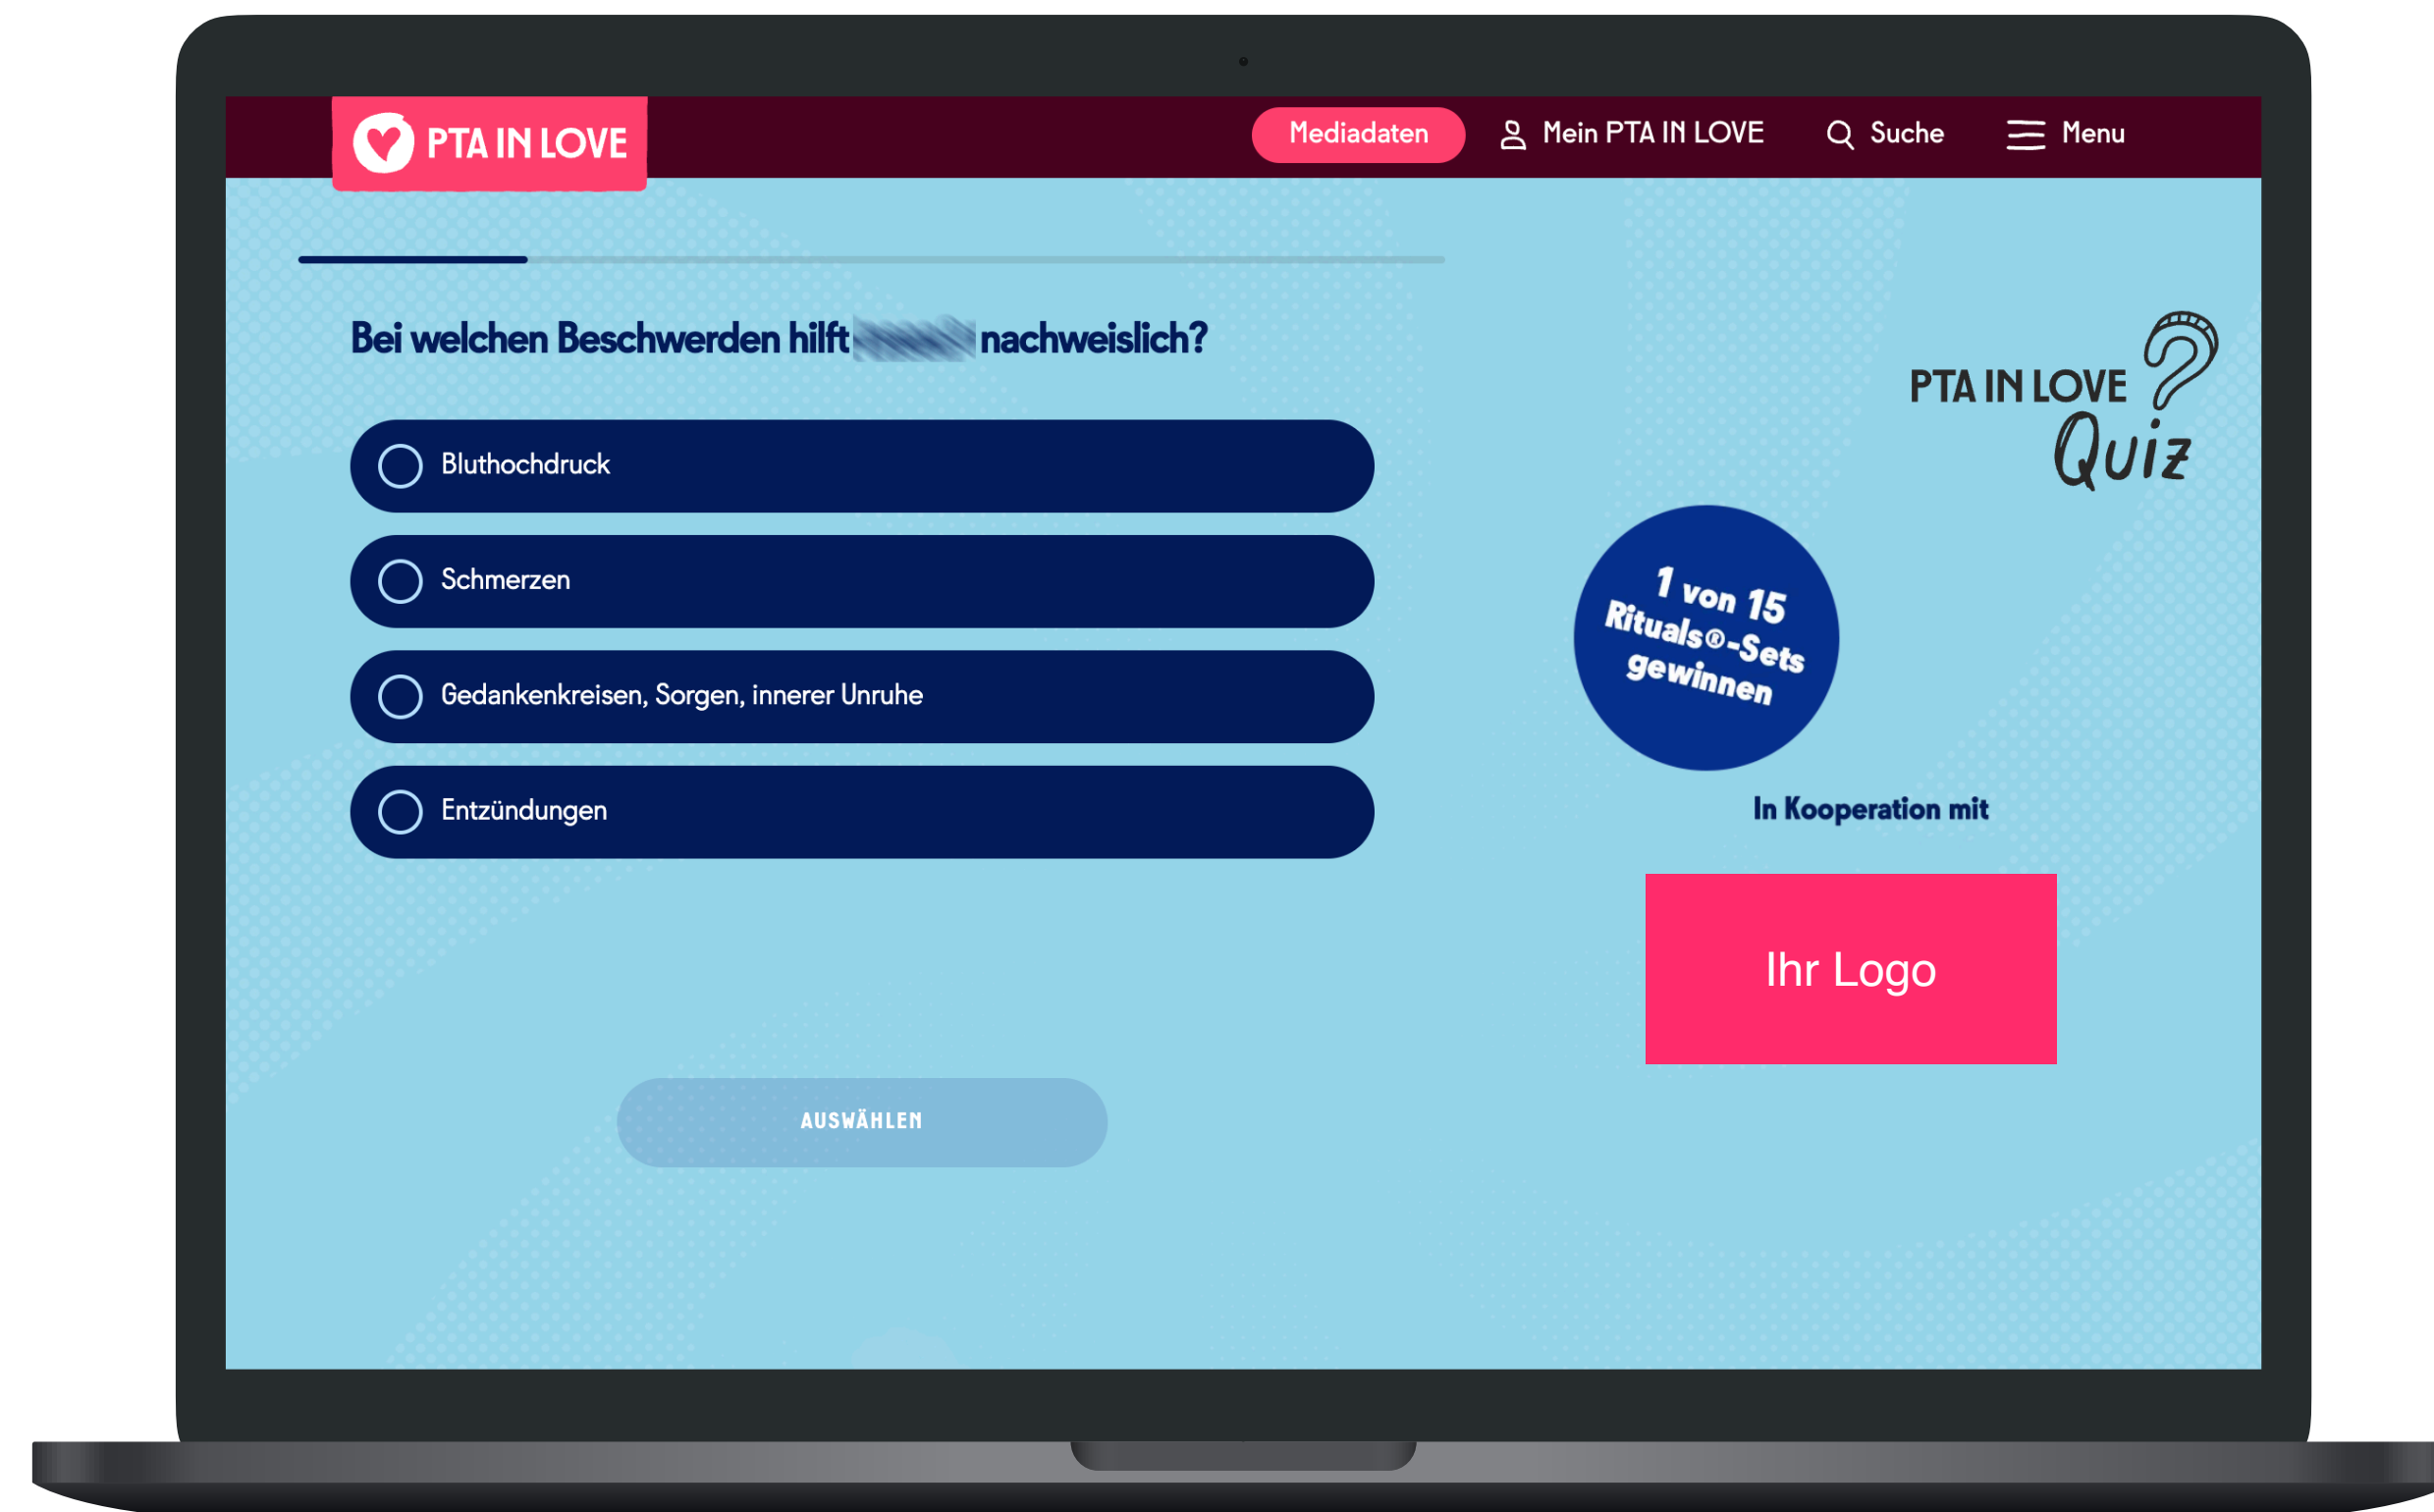 PTA IN LOVE
Mediadaten
Mein PTA IN LOVE
Suche
Menu
Bei welchen Beschwerden hilft nachweislich?
Bluthochdruck
Schmerzen
Gedankenkreisen, Sorgen, innerer Unruhe
Entzündungen
AUSWÄHLEN
PTA IN LOVE ?
Quiz
1 von 15
Rituals®-Sets
gewinnen
In Kooperation mit
Ihr Logo